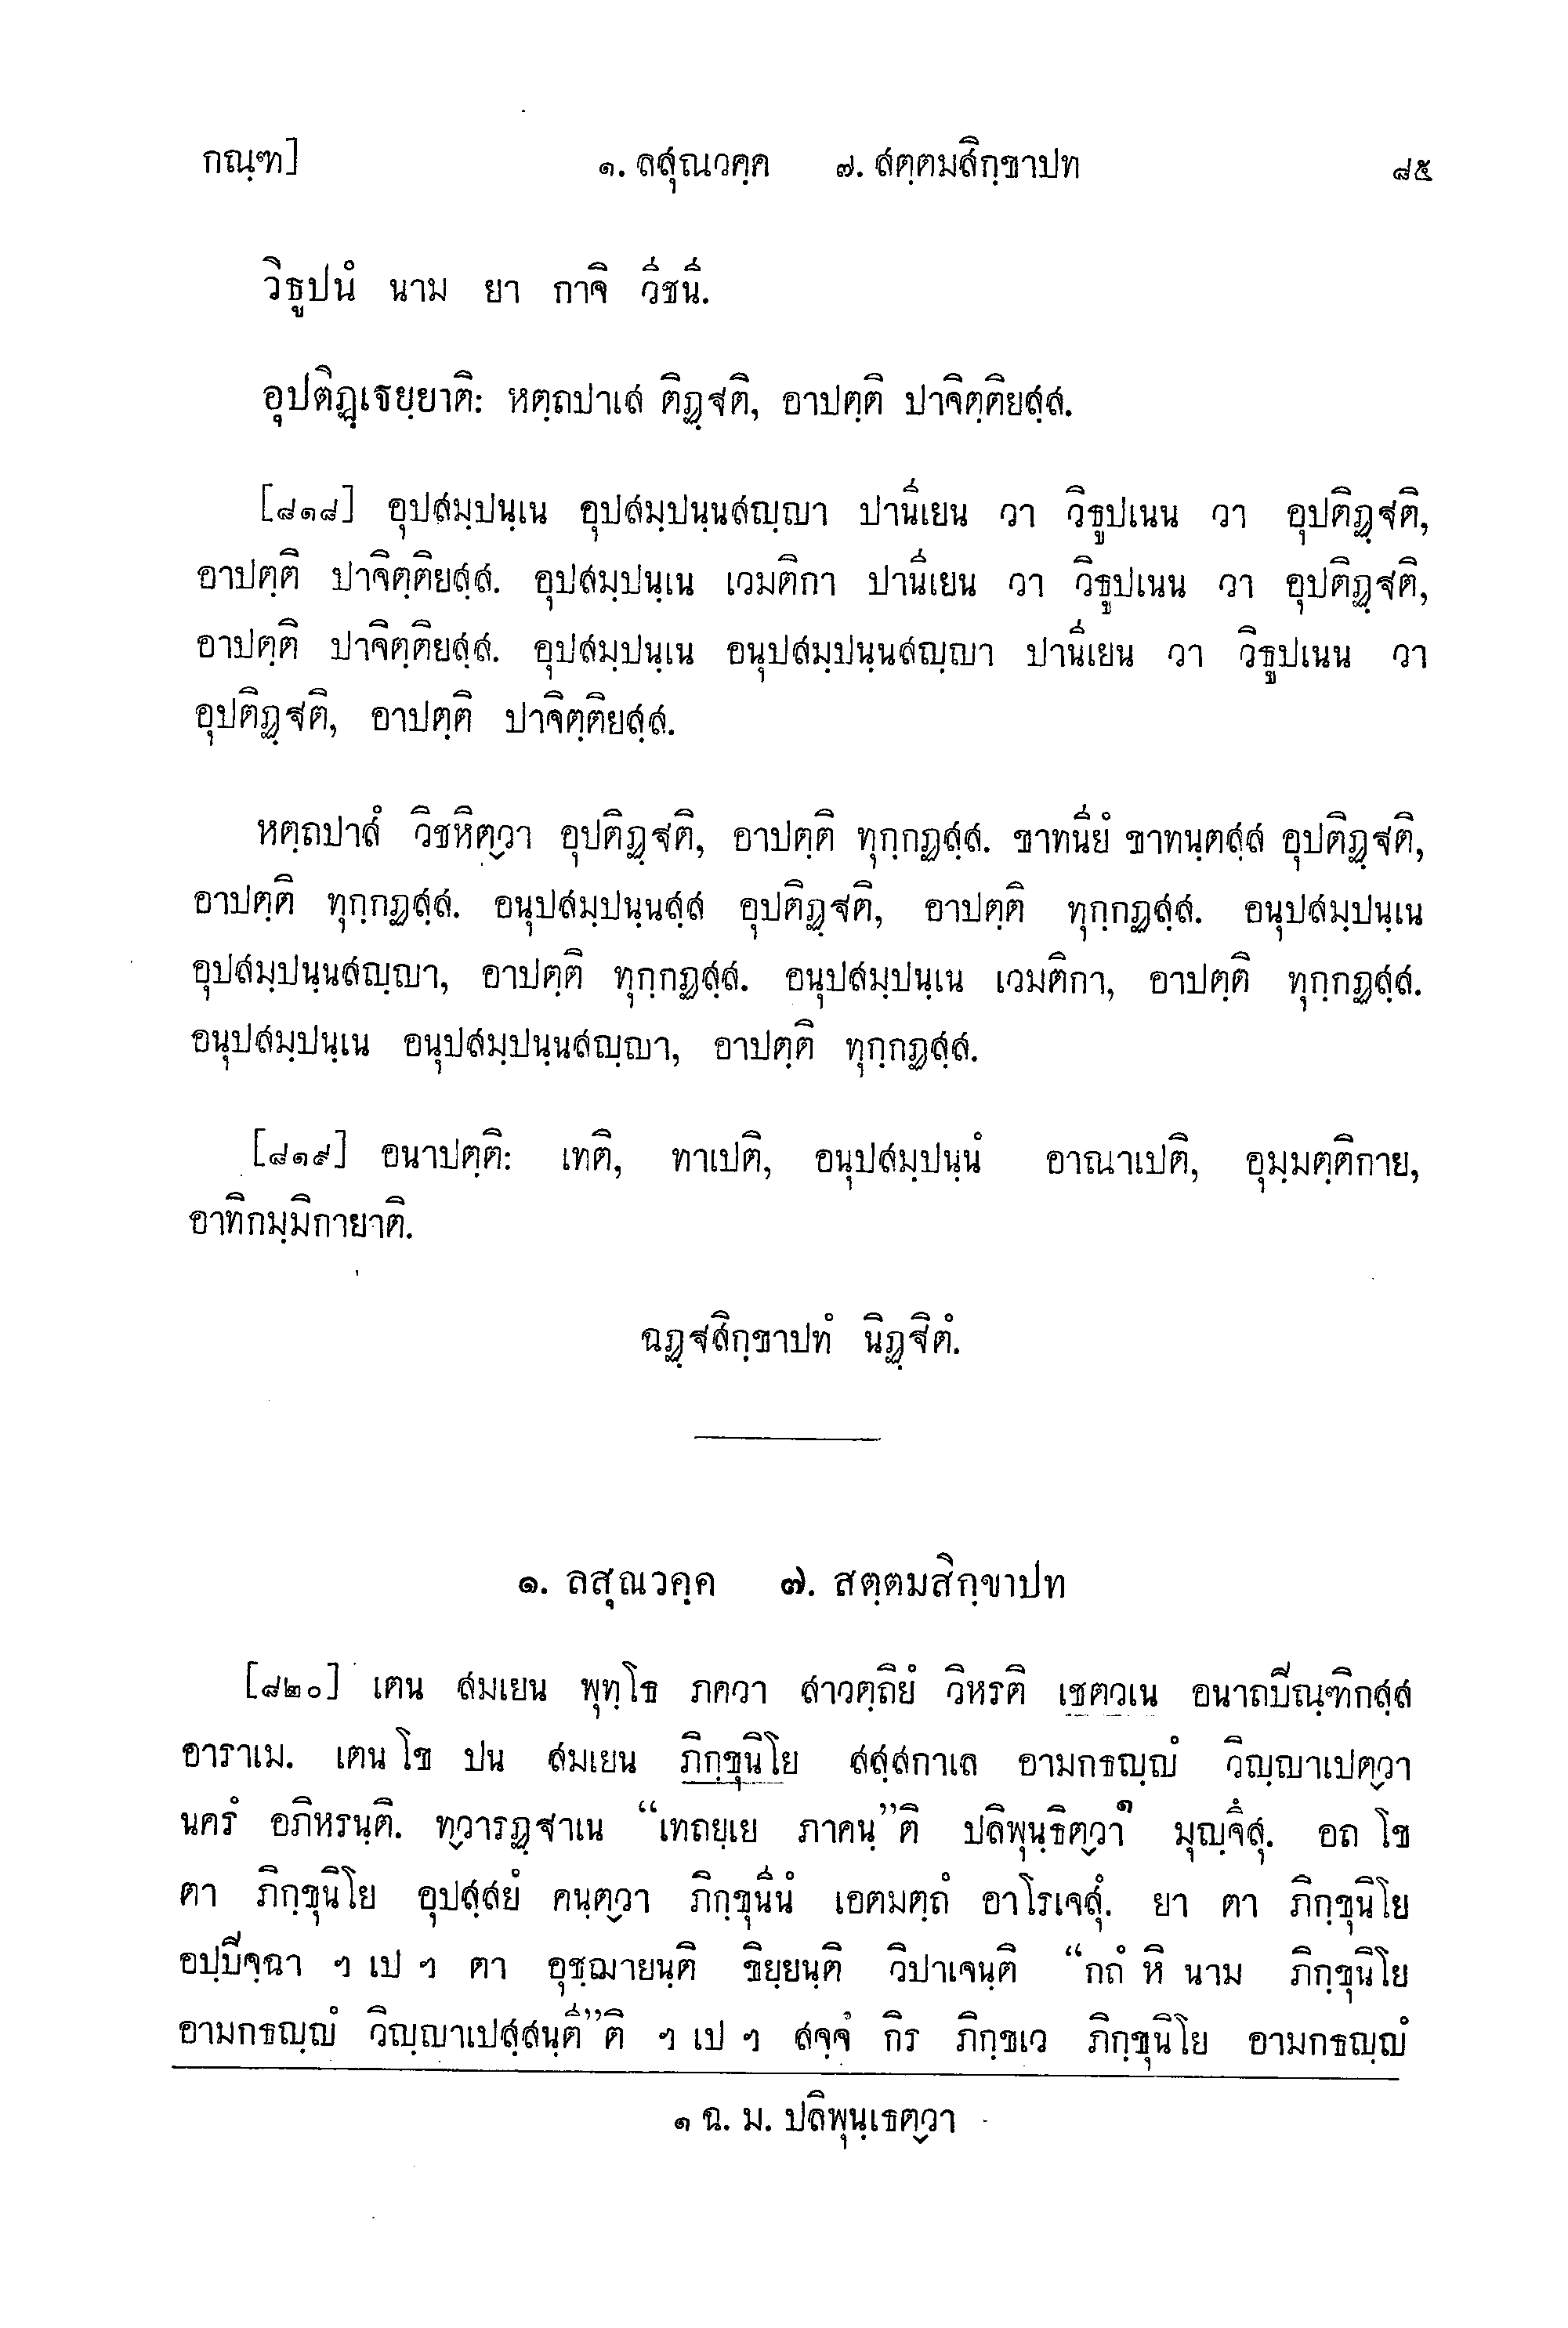 กณฺฑ] ๑. ลสุณวคฺค ๗. สตฺตมสิกฺขาปท ๘๕
วิธูปนํ นาม ยา กาจิ วีชนี.
อุปติฏฺเฐยฺยาติ: หตฺถปาเส ติฏฺฐติ, อาปตฺติ ปาจิตฺติยสฺส.
[๘๑๘] อุปสมฺปนฺเน อุปสมฺปนฺนสญฺญา ปานีเยน วา วิธูปเนน วา อุปติฏฺฐติ,
อาปตฺติ ปาจิตฺติยสฺส. อุปสมฺปนฺเน เวมติกา ปานีเยน วา วิธูปเนน วา อุปติฏฺฐติ,
อาปตฺติ ปาจิตฺติยสฺส. อุปสมฺปนฺเน อนุปสมฺปนฺนสญฺญา ปานีเยน วา วิธูปเนน วา
อุปติฏฺฐติ, อาปตฺติ ปาจิตฺติยสฺส.
หตฺถปาสํ วิชหิตฺวา อุปติฏฺฐติ, อาปตฺติ ทุกฺกฏสฺส. ขาทนียํ ขาทนฺตสฺส อุปติฏฺฐติ,
อาปตฺติ ทุกฺกฏสฺส. อนุปสมฺปนฺนสฺส อุปติฏฺฐติ, อาปตฺติ ทุกฺกฏสฺส. อนุปสมฺปนฺเน
อุปสมฺปนฺนสญฺญา, อาปตฺติ ทุกฺกฏสฺส. อนุปสมฺปนฺเน เวมติกา, อาปตฺติ ทุกฺกฏสฺส.
อนุปสมฺปนฺเน อนุปสมฺปนฺนสญฺญา, อาปตฺติ ทุกฺกฏสฺส.
[๘๑๙] อนาปตฺติ: เทติ, ทาเปติ, อนุปสมฺปนฺนํ อาณาเปติ, อุมฺมตฺติกาย,
อาทิกมฺมิกายาติ.
ฉฏฺฐสิกฺขาปทํ นิฏฺฐิตํ.
๑. ลสุณวคฺค ๗. สตฺตมสิกฺขาปท
[๘๒๐] เตน สมเยน พุทฺโธ ภควา สาวตฺถิยํ วิหรติ เชตวเน อนาถปิณฺฑิกสฺส
อาราเม. เตน โข ปน สมเยน ภิกฺขุนิโย สสฺสกาเล อามกธญฺญํ วิญฺญาเปตฺวา
นครํ อภิหรนฺติ. ทฺวารฏฺฐาเน “เทถยฺเย ภาคนฺ”ติ ปลิพุนฺธิตฺวา๑ มุญฺจึสุ. อถ โข
ตา ภิกฺขุนิโย อุปสฺสยํ คนฺตฺวา ภิกฺขุนีนํ เอตมตฺถํ อาโรเจสุํ. ยา ตา ภิกฺขุนิโย
อปฺปิจฺฉา ฯ เป ฯ ตา อุชฺฌายนฺติ ขิยฺยนฺติ วิปาเจนฺติ “กถํ หิ นาม ภิกฺขุนิโย
อามกธญฺญํ วิญฺญาเปสฺสนฺตี”ติ ฯ เป ฯ สจฺจํ กิร ภิกฺขเว ภิกฺขุนิโย อามกธญฺญํ
๑ ฉ. ม. ปลิพุนฺเธตฺวา